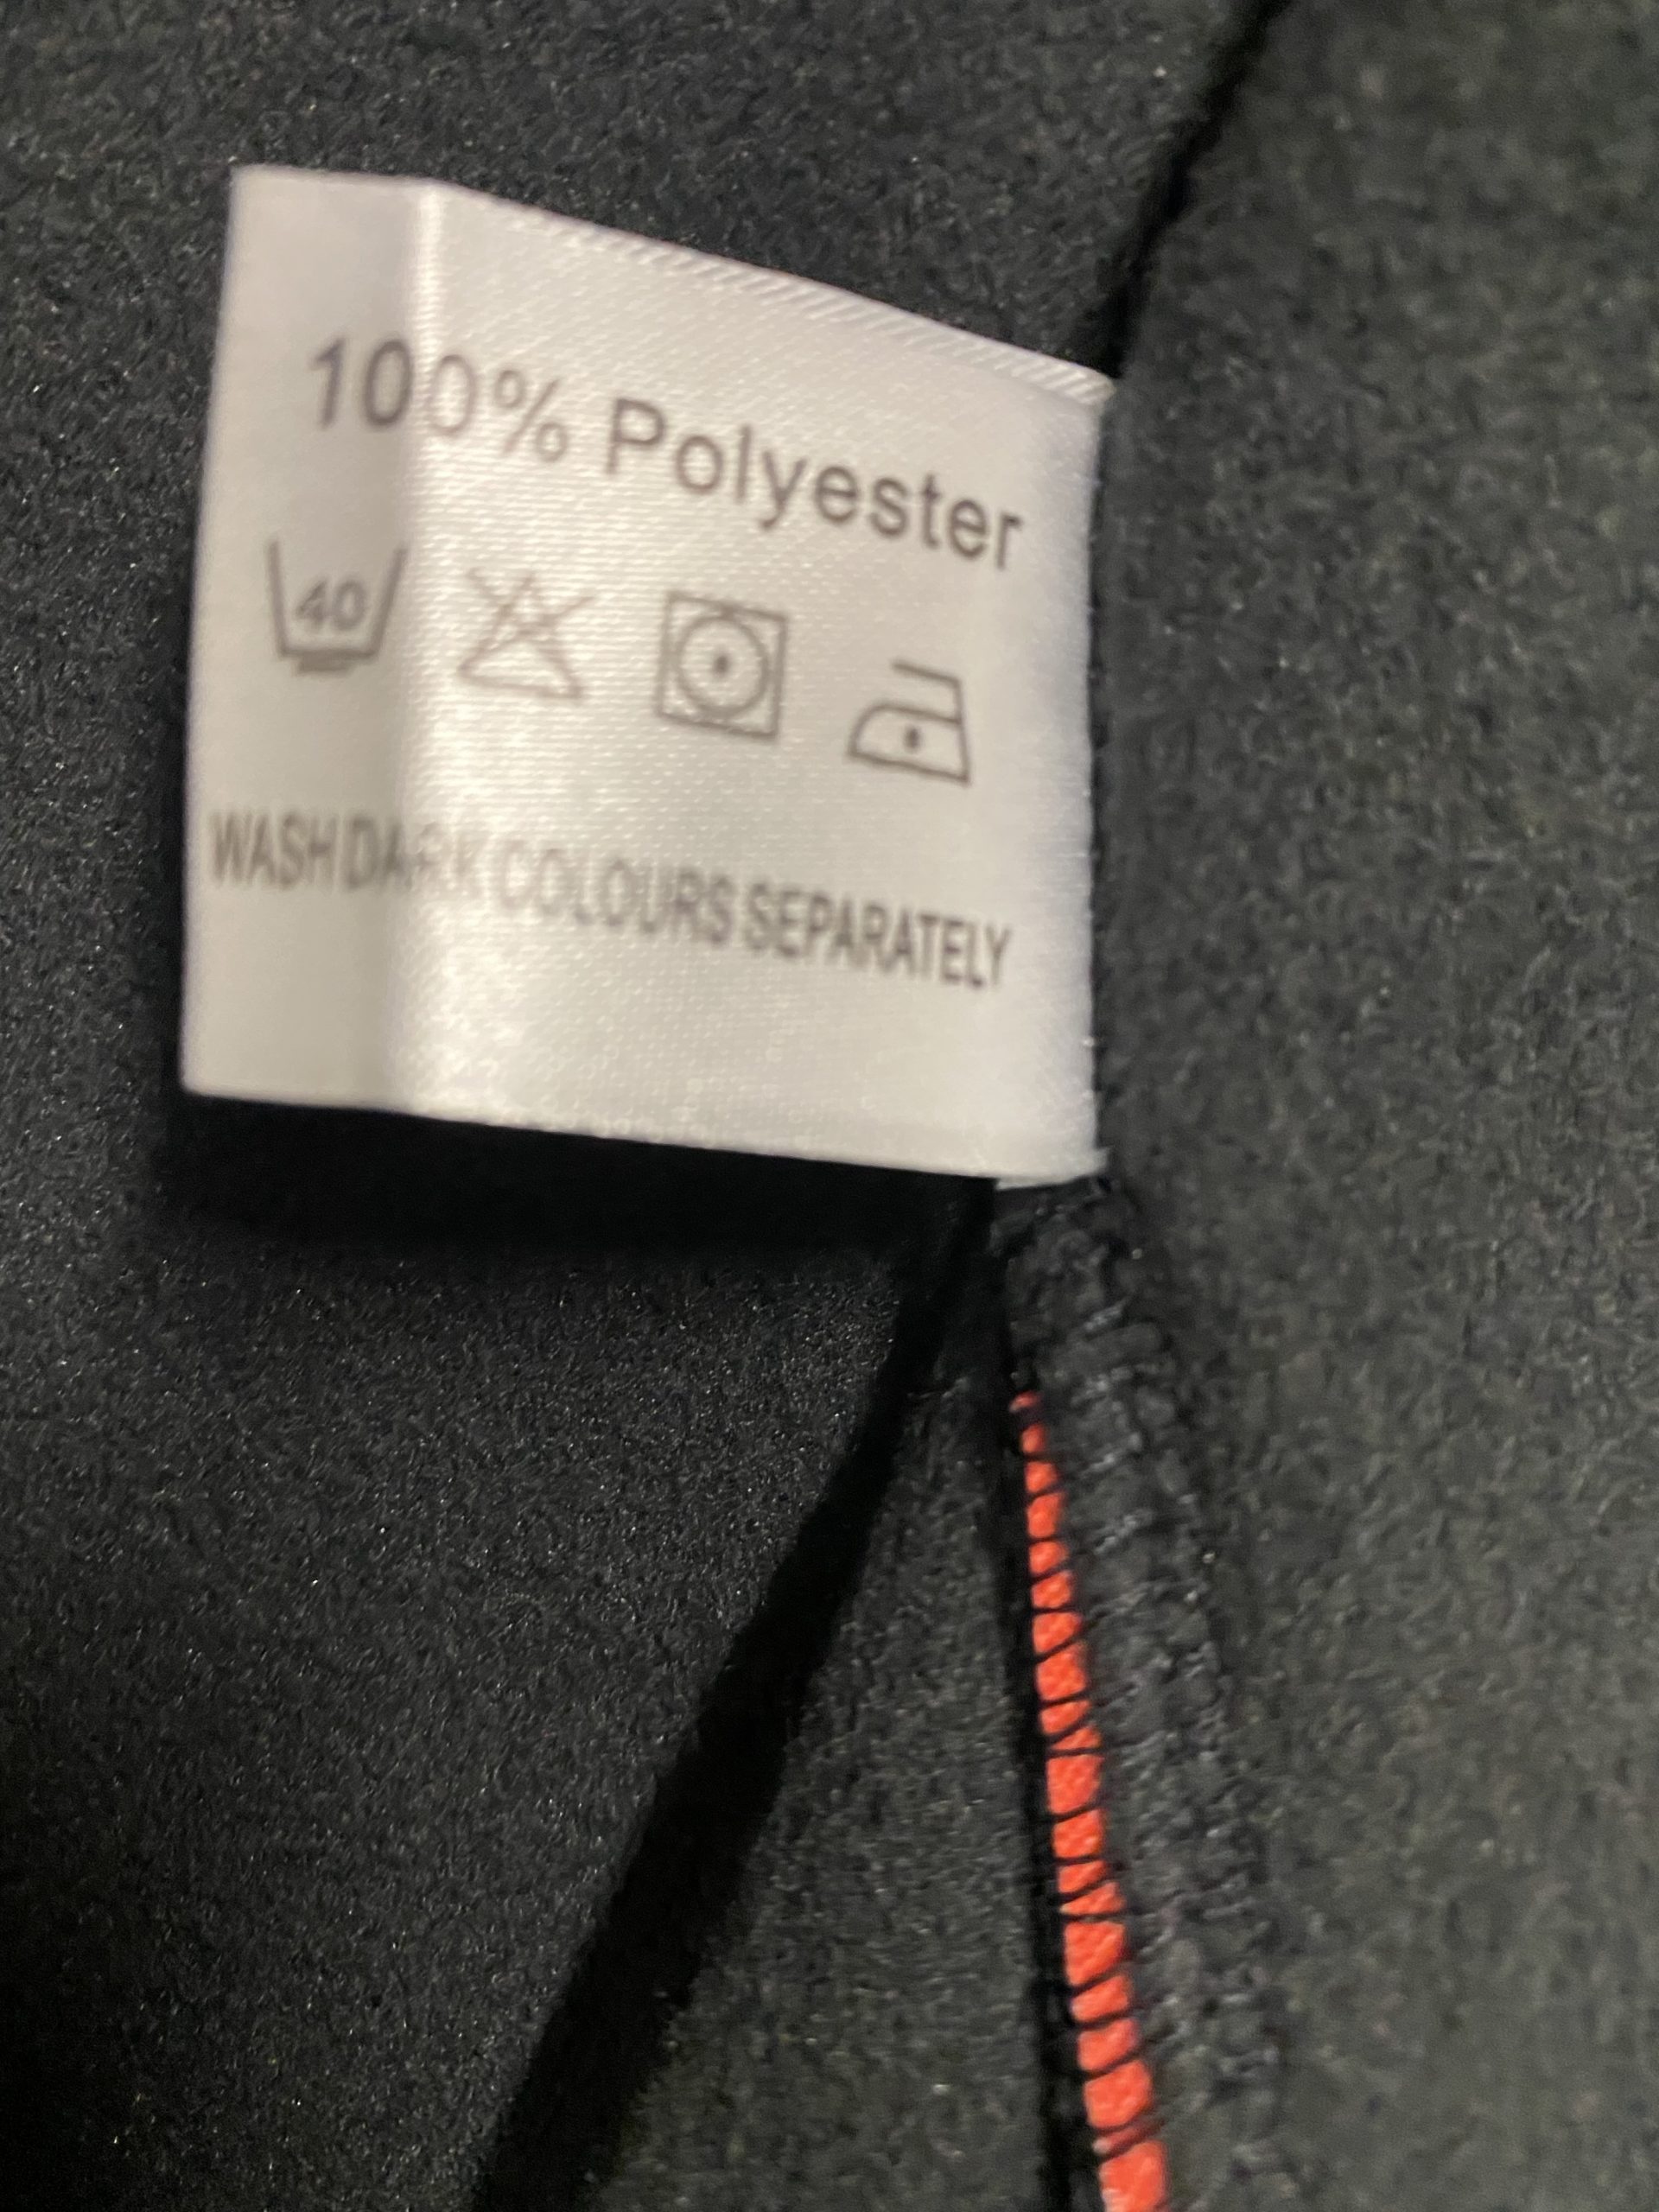 100% Polyester
40
WASH DARK COLOURS SEPARATELY